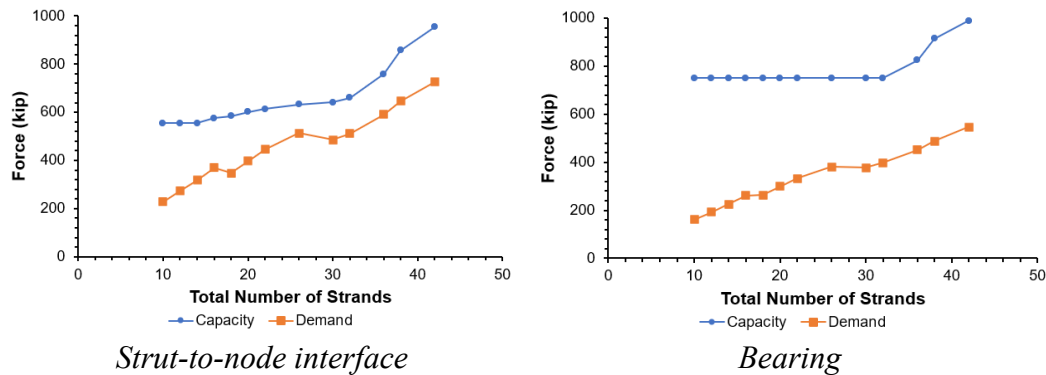 1000
800
600
400
200
0
Force (kip)
0 10 20 30 40 50
Total Number of Strands
Capacity Demand
Strut-to-node interface
1000
800
600
400
200
0
Force (kip)
0 10 20 30 40 50
Total Number of Strands
Capacity Demand
Bearing